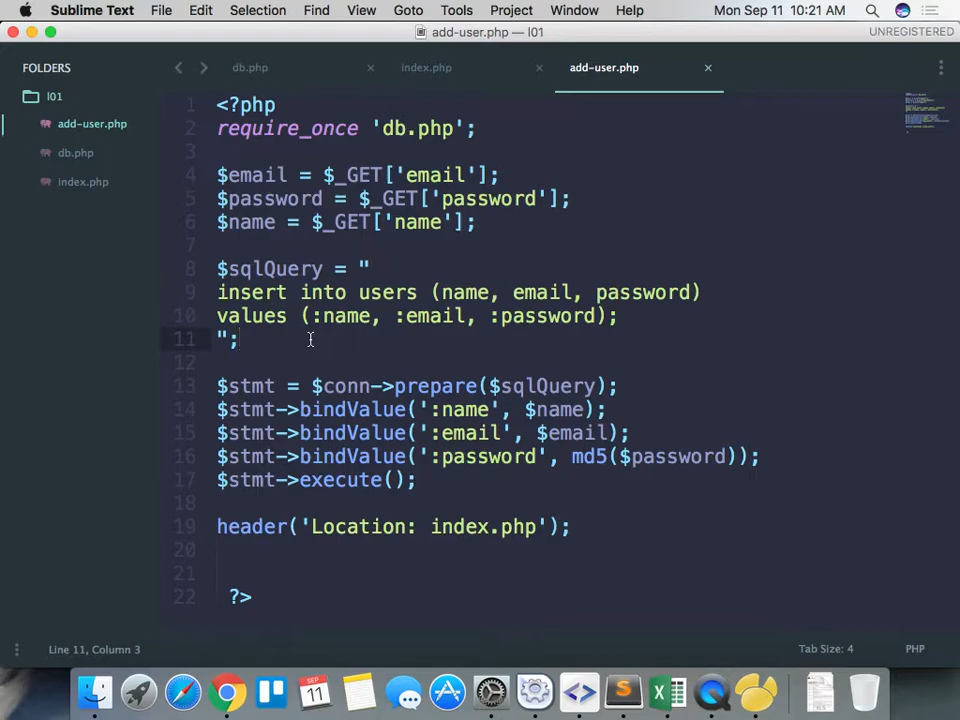 Sublime Text File Edit Selection Find View Goto Tools Project Window Help Mon Sep 11 10:21 AM
add-user.php — l01 UNREGISTERED
FOLDERS
l01
add-user.php
db.php
index.php
db.php × index.php × add-user.php ×
1 <?php
2 require_once 'db.php';
3
4 $email = $_GET['email'];
5 $password = $_GET['password'];
6 $name = $_GET['name'];
7
8 $sqlQuery = "
9 insert into users (name, email, password)
10 values (:name, :email, :password);
11 ";
12
13 $stmt = $conn->prepare($sqlQuery);
14 $stmt->bindValue(':name', $name);
15 $stmt->bindValue(':email', $email);
16 $stmt->bindValue(':password', md5($password));
17 $stmt->execute();
18
19 header('Location: index.php');
20
21
22 ?>
Line 11, Column 3 Tab Size: 4 PHP
SEP
11